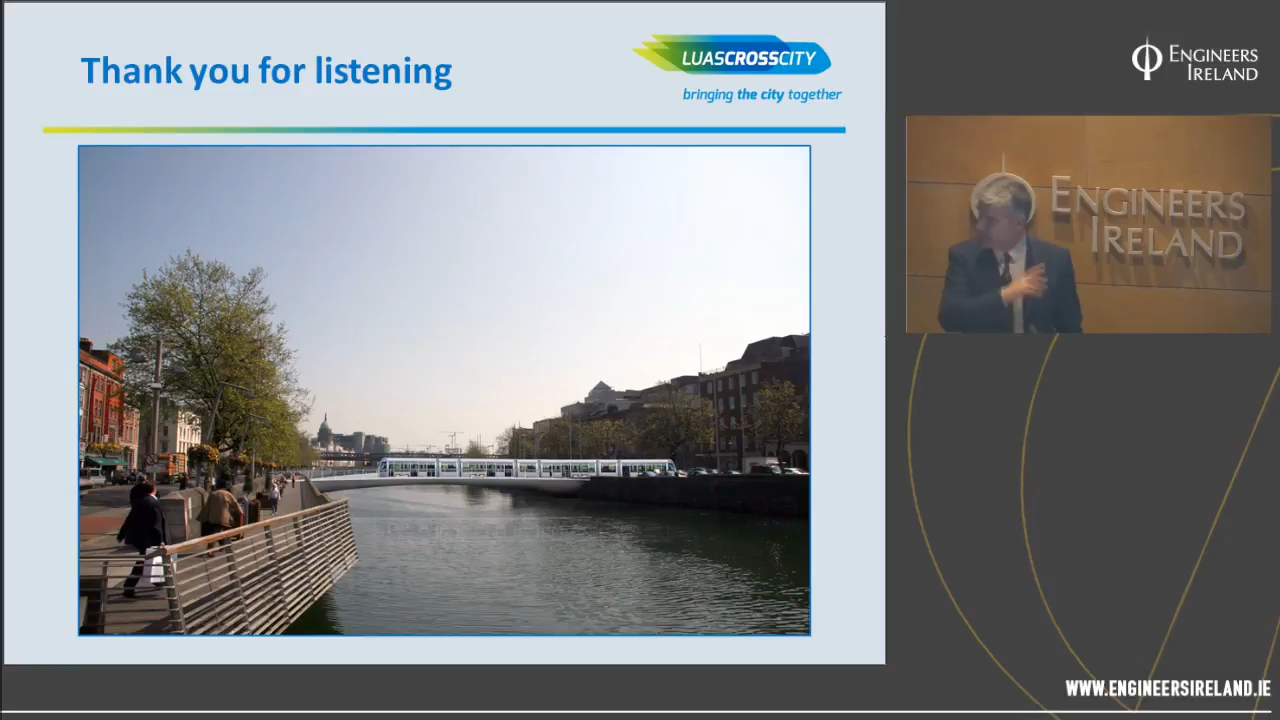 Thank you for listening
LUASCROSSCITY
bringing the city together
ENGINEERS
IRELAND
ENGINEERS
IRELAND
WWW.ENGINEERSIRELAND.IE